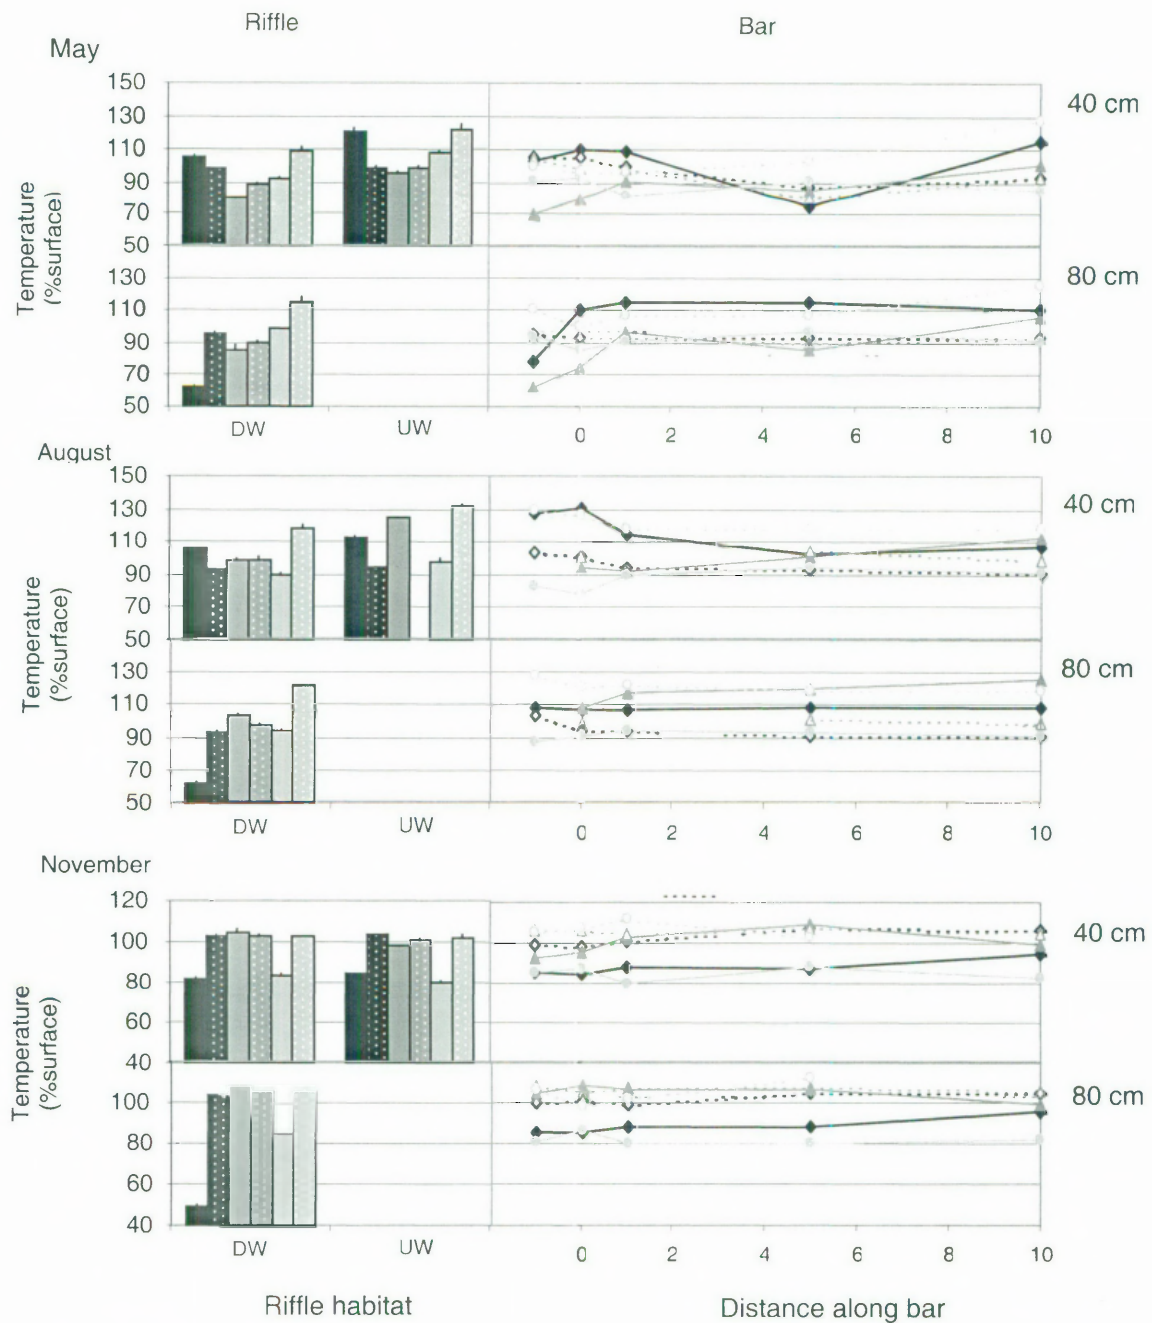 Riffle
Bar
May
150
130
110
90
70
50
130
110
90
70
50
Temperature
(%surface)
40 cm
80 cm
DW
UW
0
2
4
6
8
10
August
150
130
110
90
70
50
130
110
90
70
50
Temperature
(%surface)
40 cm
80 cm
DW
UW
0
2
4
6
8
10
November
120
100
80
60
40
100
80
60
40
Temperature
(%surface)
40 cm
80 cm
DW
UW
0
2
4
6
8
10
Riffle habitat
Distance along bar